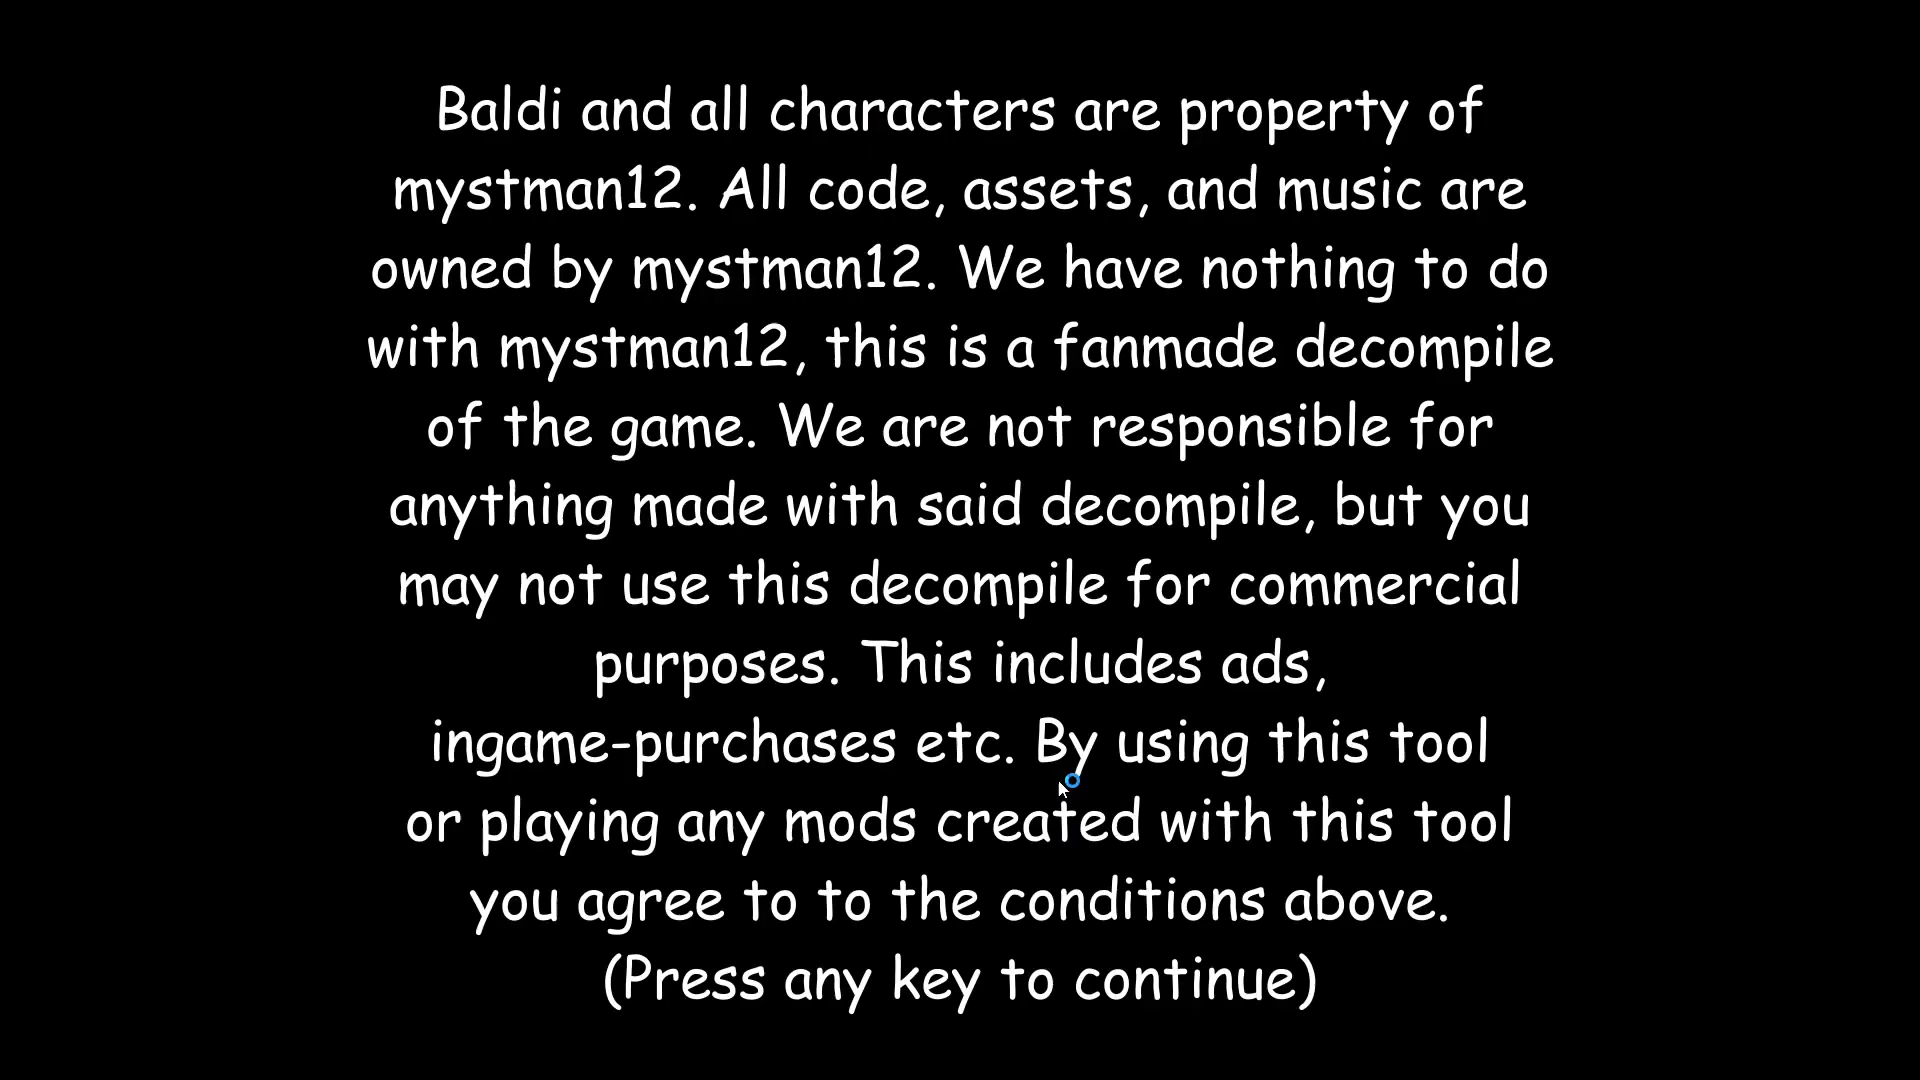 Baldi and all characters are property of
mystman12. All code, assets, and music are
owned by mystman12. We have nothing to do
with mystman12, this is a fanmade decompile
of the game. We are not responsible for
anything made with said decompile, but you
may not use this decompile for commercial
purposes. This includes ads,
ingame-purchases etc. By using this tool
or playing any mods created with this tool
you agree to to the conditions above.
(Press any key to continue)